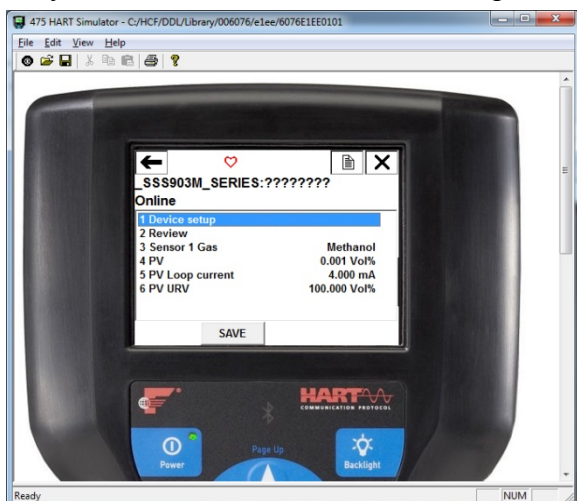 475 HART Simulator - C:/HCF/DDL/Library/006076/e1ee/6076E1EE0101
File Edit View Help
_SSS903M_SERIES:????????
Online
1 Device setup
2 Review
3 Sensor 1 Gas Methanol
4 PV 0.001 Vol%
5 PV Loop current 4.000 mA
6 PV URV 100.000 Vol%
SAVE
HART
COMMUNICATION PROTOCOL
Power
Page Up
Backlight
Ready
NUM